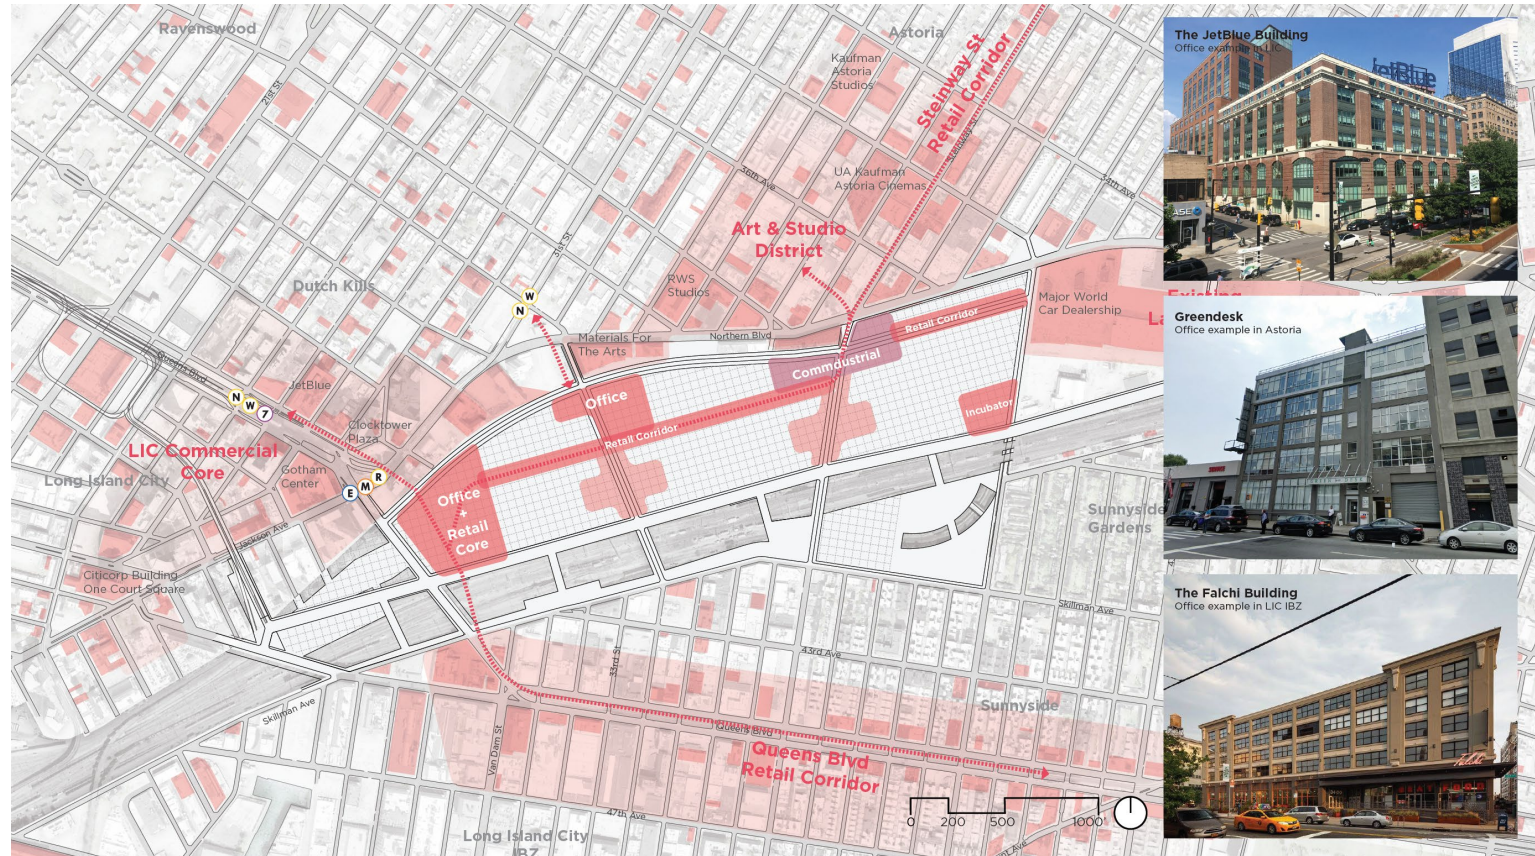 Ravenswood
Astoria
21st St
Kaufman
Astoria
Studios
Steinway St
Retail Corridor
Steinway St
36th Ave
34th Ave
UA Kaufman
Astoria Cinemas
Art & Studio
District
31st St
RWS
Studios
Dutch Kills
W
N
Materials For
The Arts
Northern Blvd
Major World
Car Dealership
Existing
La
Retail Corridor
Commdustrial
Queens Blvd
JetBlue
N
W
7
Office
Incubator
Retail Corridor
Clocktower
Plaza
LIC Commercial
Core
Long Island City
Gotham
Center
E
M
R
Office
+
Retail
Core
Sunnyside
Gardens
Jackson Ave
Citicorp Building
One Court Square
Skillman Ave
43rd Ave
33rd St
Sunnyside
Skillman Ave
Van Dam St
Queens Blvd
Queens Blvd
Retail Corridor
47th Ave
Long Island City
IBZ
0
200
500
1000'
The JetBlue Building
Office example in LIC
jetBlue
Greendesk
Office example in Astoria
The Falchi Building
Office example in LIC IBZ
Falchi